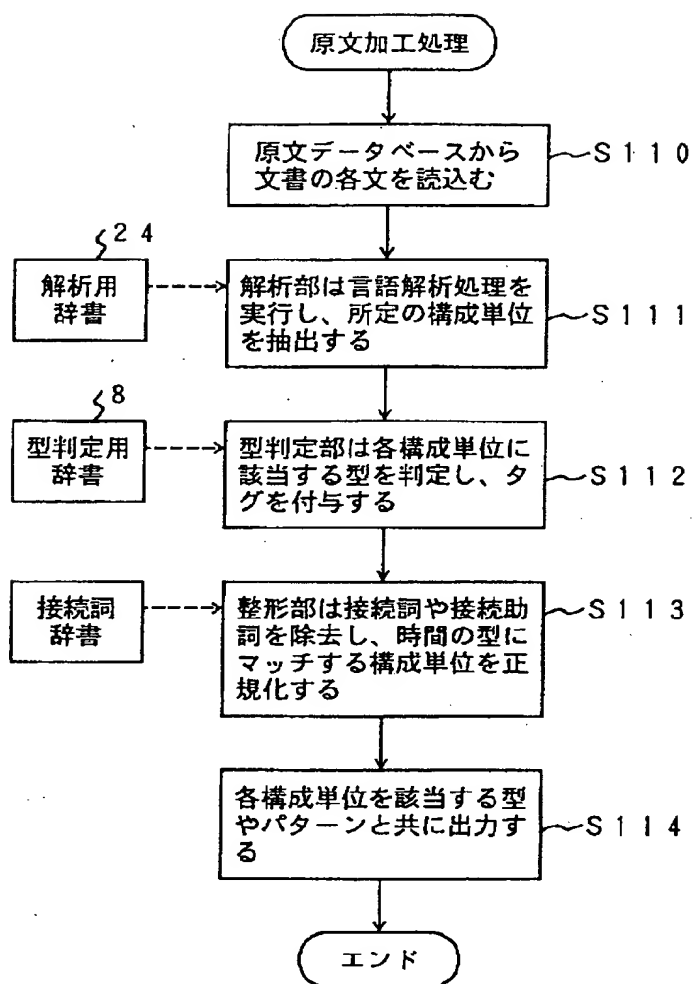 原文加工処理
原文データベースから
文書の各文を読込む
S110
24
解析用
辞書
解析部は言語解析処理を
実行し、所定の構成単位
を抽出する
S111
8
型判定用
辞書
型判定部は各構成単位に
該当する型を判定し、タ
グを付与する
S112
接続詞
辞書
整形部は接続詞や接続助
詞を除去し、時間の型に
マッチする構成単位を正
規化する
S113
各構成単位を該当する型
やパターンと共に出力す
る
S114
エンド